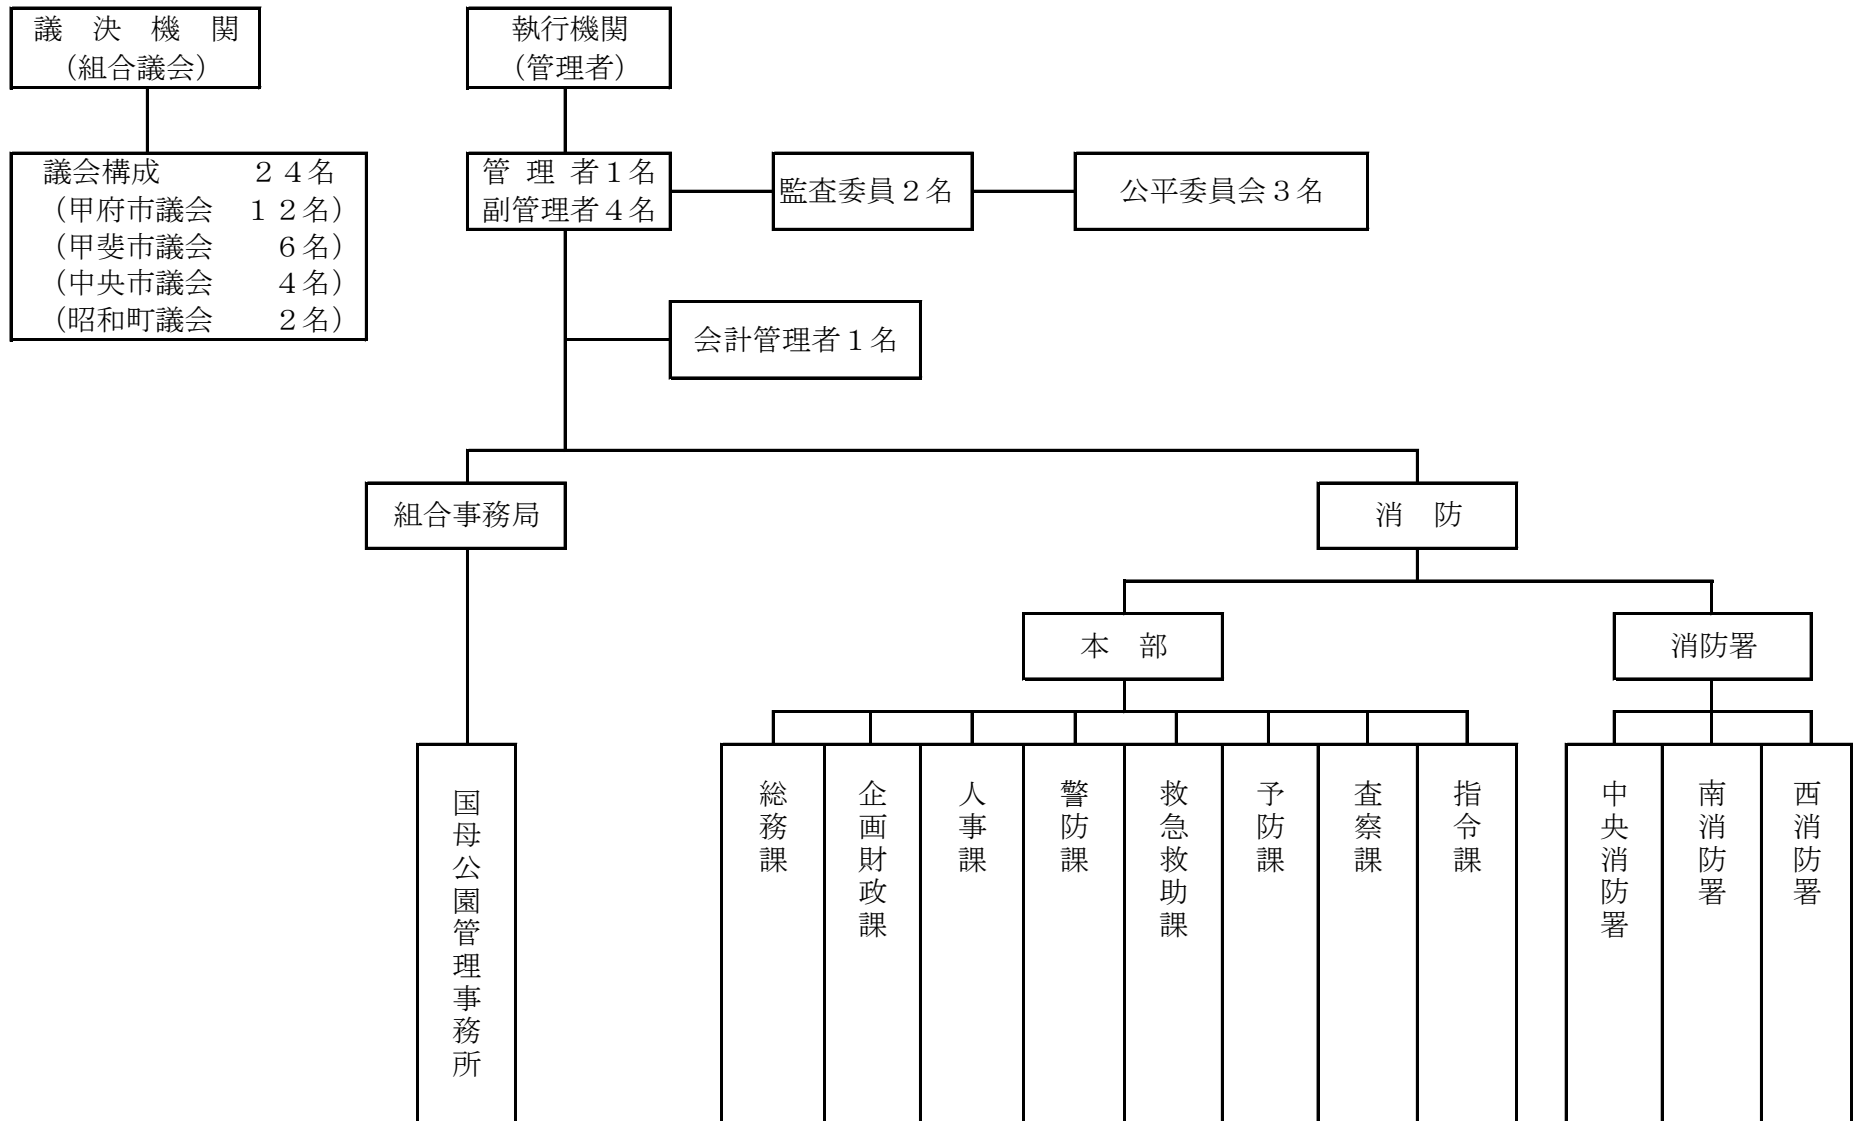 議　決　機　関
（組合議会）
執行機関
（管理者）
議会構成　　　２４名
（甲府市議会　１２名）
（甲斐市議会　　６名）
（中央市議会　　４名）
（昭和町議会　　２名）
管 理 者１名
副管理者４名
監査委員２名
公平委員会３名
会計管理者１名
組合事務局
消　防
本　部
消防署
国母公園管理事務所
総務課
企画財政課
人事課
警防課
救急救助課
予防課
査察課
指令課
中央消防署
南消防署
西消防署